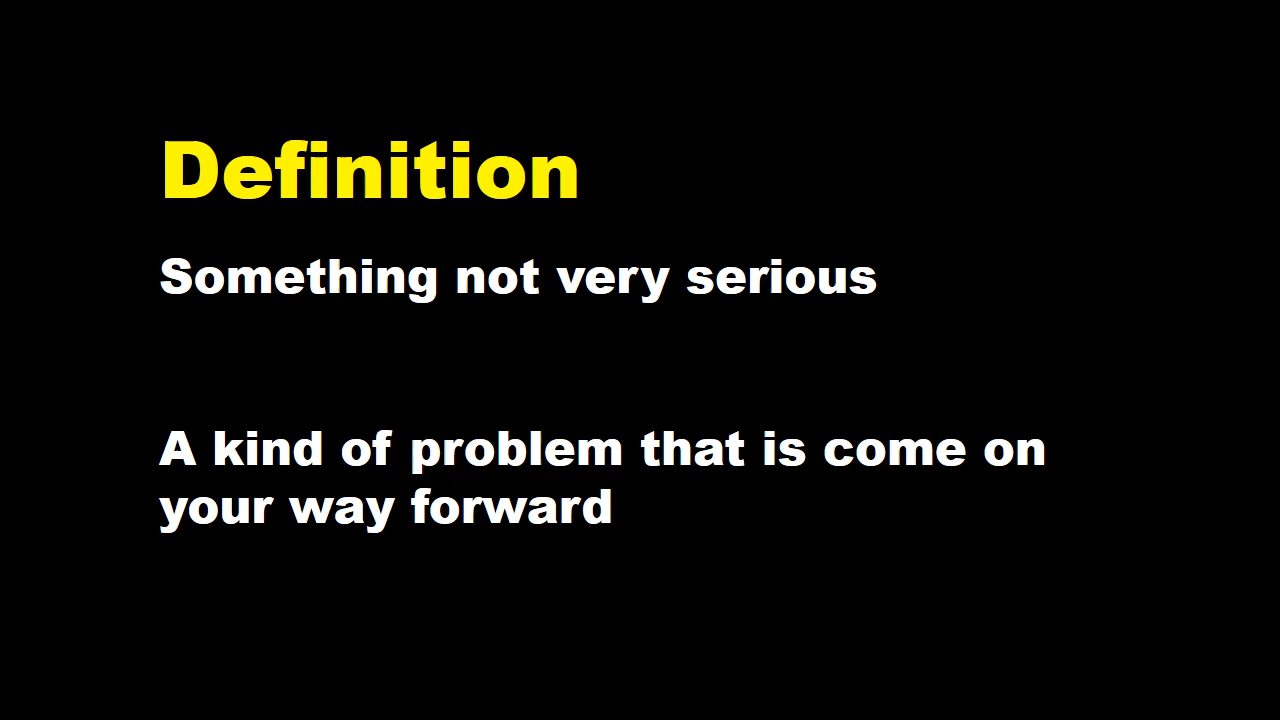 Definition
Something not very serious
A kind of problem that is come on
your way forward